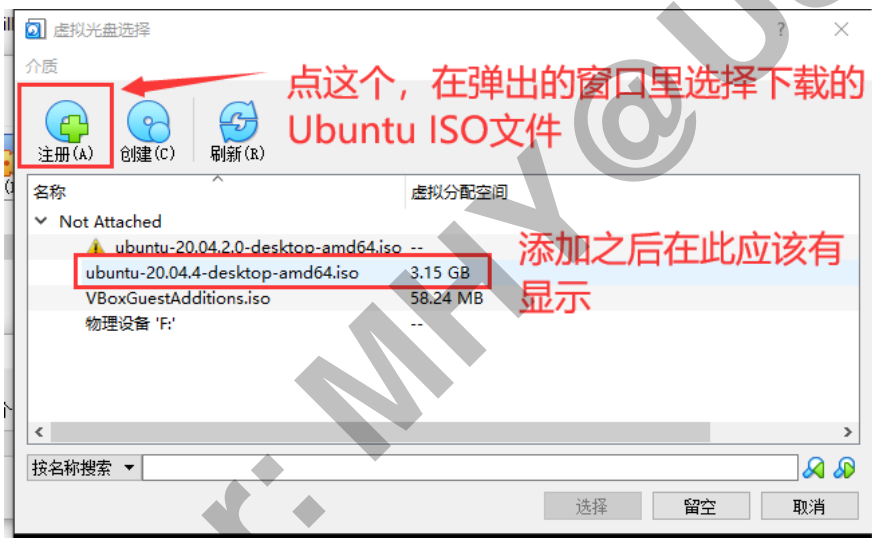 虚拟光盘选择
?
介质
点这个，在弹出的窗口里选择下载的
Ubuntu ISO文件
注册(A) 创建(C) 刷新(R)
名称 虚拟分配空间
Not Attached
ubuntu-20.04.2.0-desktop-amd64.iso --
ubuntu-20.04.4-desktop-amd64.iso 3.15 GB
VBoxGuestAdditions.iso 58.24 MB
物理设备 'F:' --
添加之后在此应该有
显示
按名称搜索
选择 留空 取消
r: MHY@US